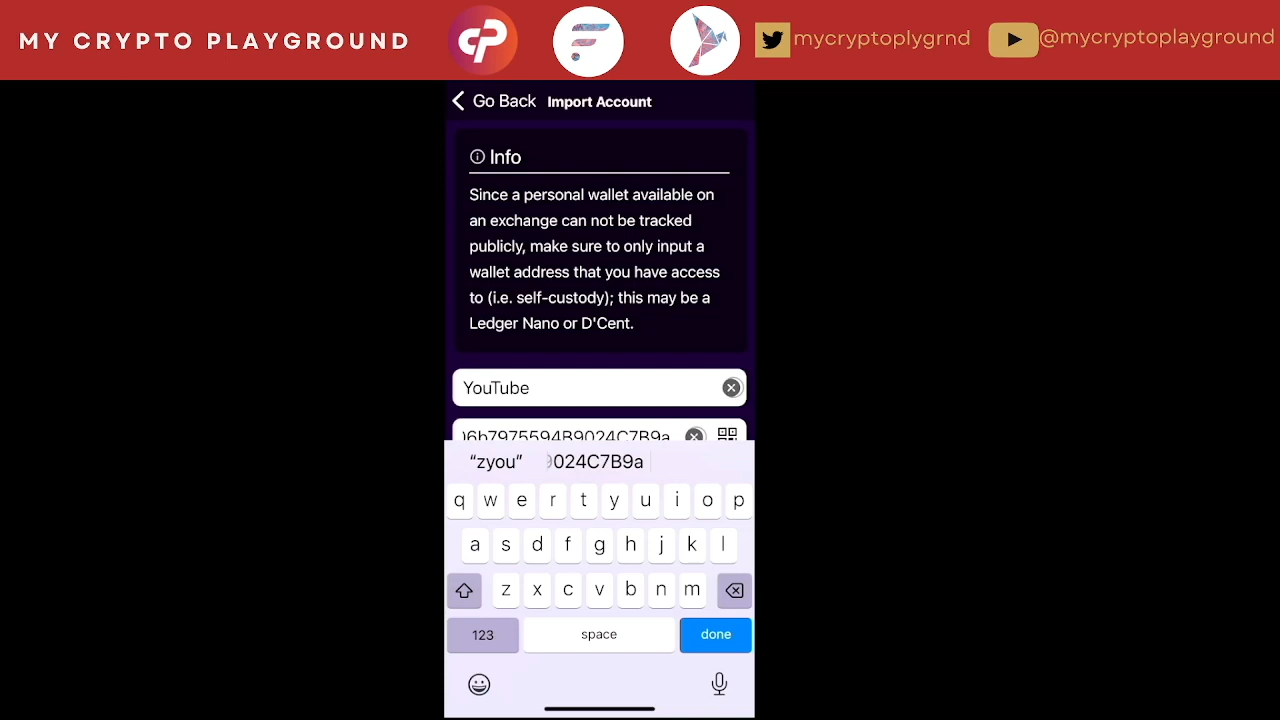 MY CRYPTO PLAYGROUND
mycryptoplygrnd
@mycryptoplayground
Go Back Import Account
Info
Since a personal wallet available on
an exchange can not be tracked
publicly, make sure to only input a
wallet address that you have access
to (i.e. self-custody); this may be a
Ledger Nano or D'Cent.
YouTube
6b7975594B9024C7B9a
“zyou” 9024C7B9a
q w e r t y u i o p
a s d f g h j k l
z x c v b n m
123 space done